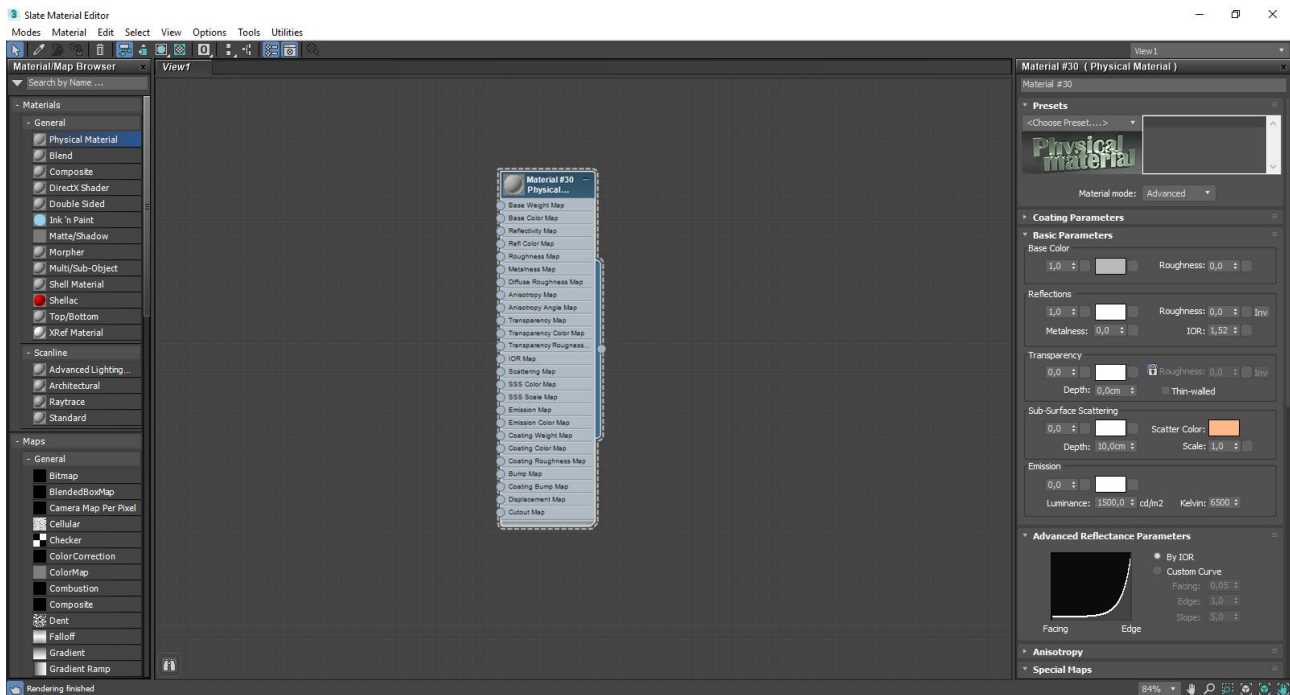 3 Slate Material Editor
Modes Material Edit Select View Options Tools Utilities
View1
Material/Map Browser x
Search by Name ...
- Materials
- General
Physical Material
Blend
Composite
DirectX Shader
Double Sided
Ink 'n Paint
Matte/Shadow
Morpher
Multi/Sub-Object
Shell Material
Shellac
Top/Bottom
XRef Material
- Scanline
Advanced Lighting...
Architectural
Raytrace
Standard
- Maps
- General
Bitmap
BlendedBoxMap
Camera Map Per Pixel
Cellular
Checker
ColorCorrection
ColorMap
Combustion
Composite
Dent
Falloff
Gradient
Gradient Ramp
View1
Material #30
Physical...
Base Weight Map
Base Color Map
Reflectivity Map
Refl Color Map
Roughness Map
Metalness Map
Diffuse Roughness Map
Anisotropy Map
Anisotropy Angle Map
Transparency Map
Transparency Color Map
Transparency Rougness...
IOR Map
Scattering Map
SSS Color Map
SSS Scale Map
Emission Map
Emission Color Map
Coating Weight Map
Coating Color Map
Coating Roughness Map
Bump Map
Coating Bump Map
Displacement Map
Cutout Map
Material #30 ( Physical Material ) x
Material #30
Presets
<Choose Preset....>
Physical
material
Material mode: Advanced
Coating Parameters
Basic Parameters
Base Color
1,0 Roughness: 0,0
Reflections
1,0 Roughness: 0,0 Inv
Metalness: 0,0 IOR: 1,52
Transparency
0,0 Roughness: 0,0 Inv
Depth: 0,0cm Thin-walled
Sub-Surface Scattering
0,0 Scatter Color:
Depth: 10,0cm Scale: 1,0
Emission
0,0
Luminance: 1500,0 cd/m2 Kelvin: 6500
Advanced Reflectance Parameters
By IOR
Custom Curve
Facing: 0,05
Edge: 1,0
Slope: 5,0
Facing Edge
Anisotropy
Special Maps
Rendering finished
84%